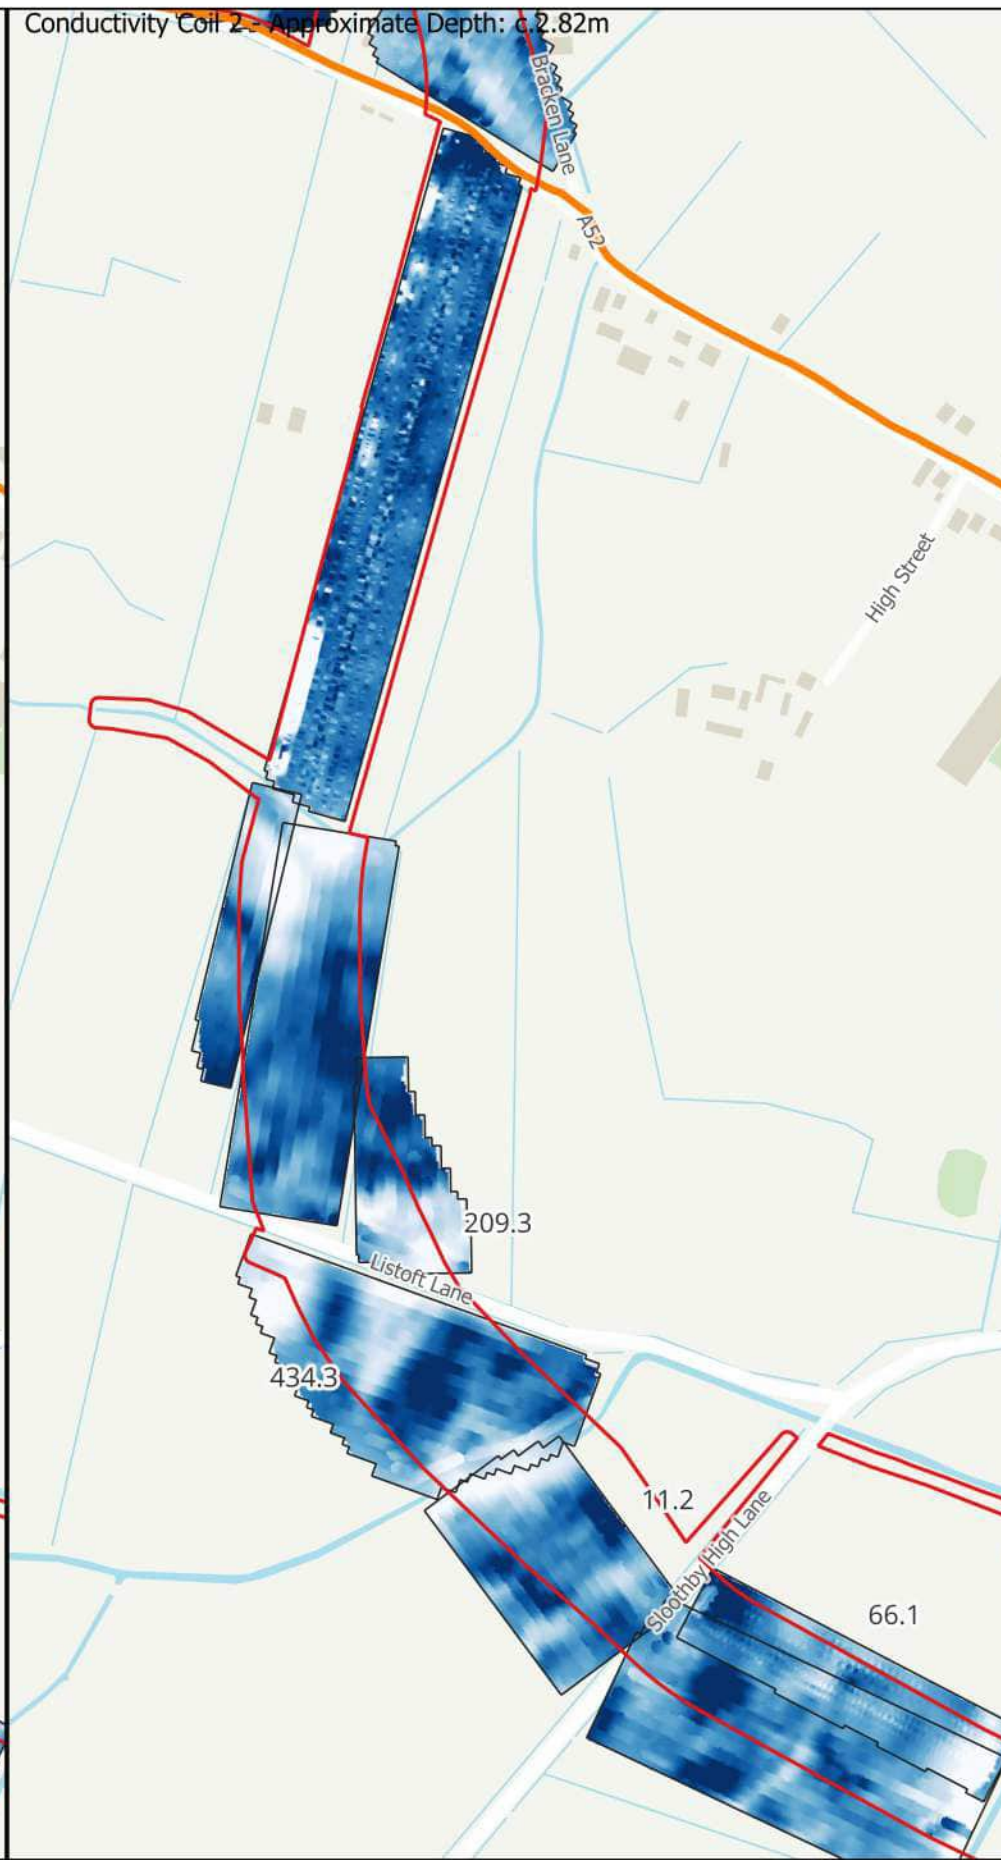 Conductivity Coil 2 - Approximate Depth: c.2.82m
Bracken Lane
A52
High Street
209.3
Listoft Lane
434.3
11.2
Sloothby High Lane
66.1